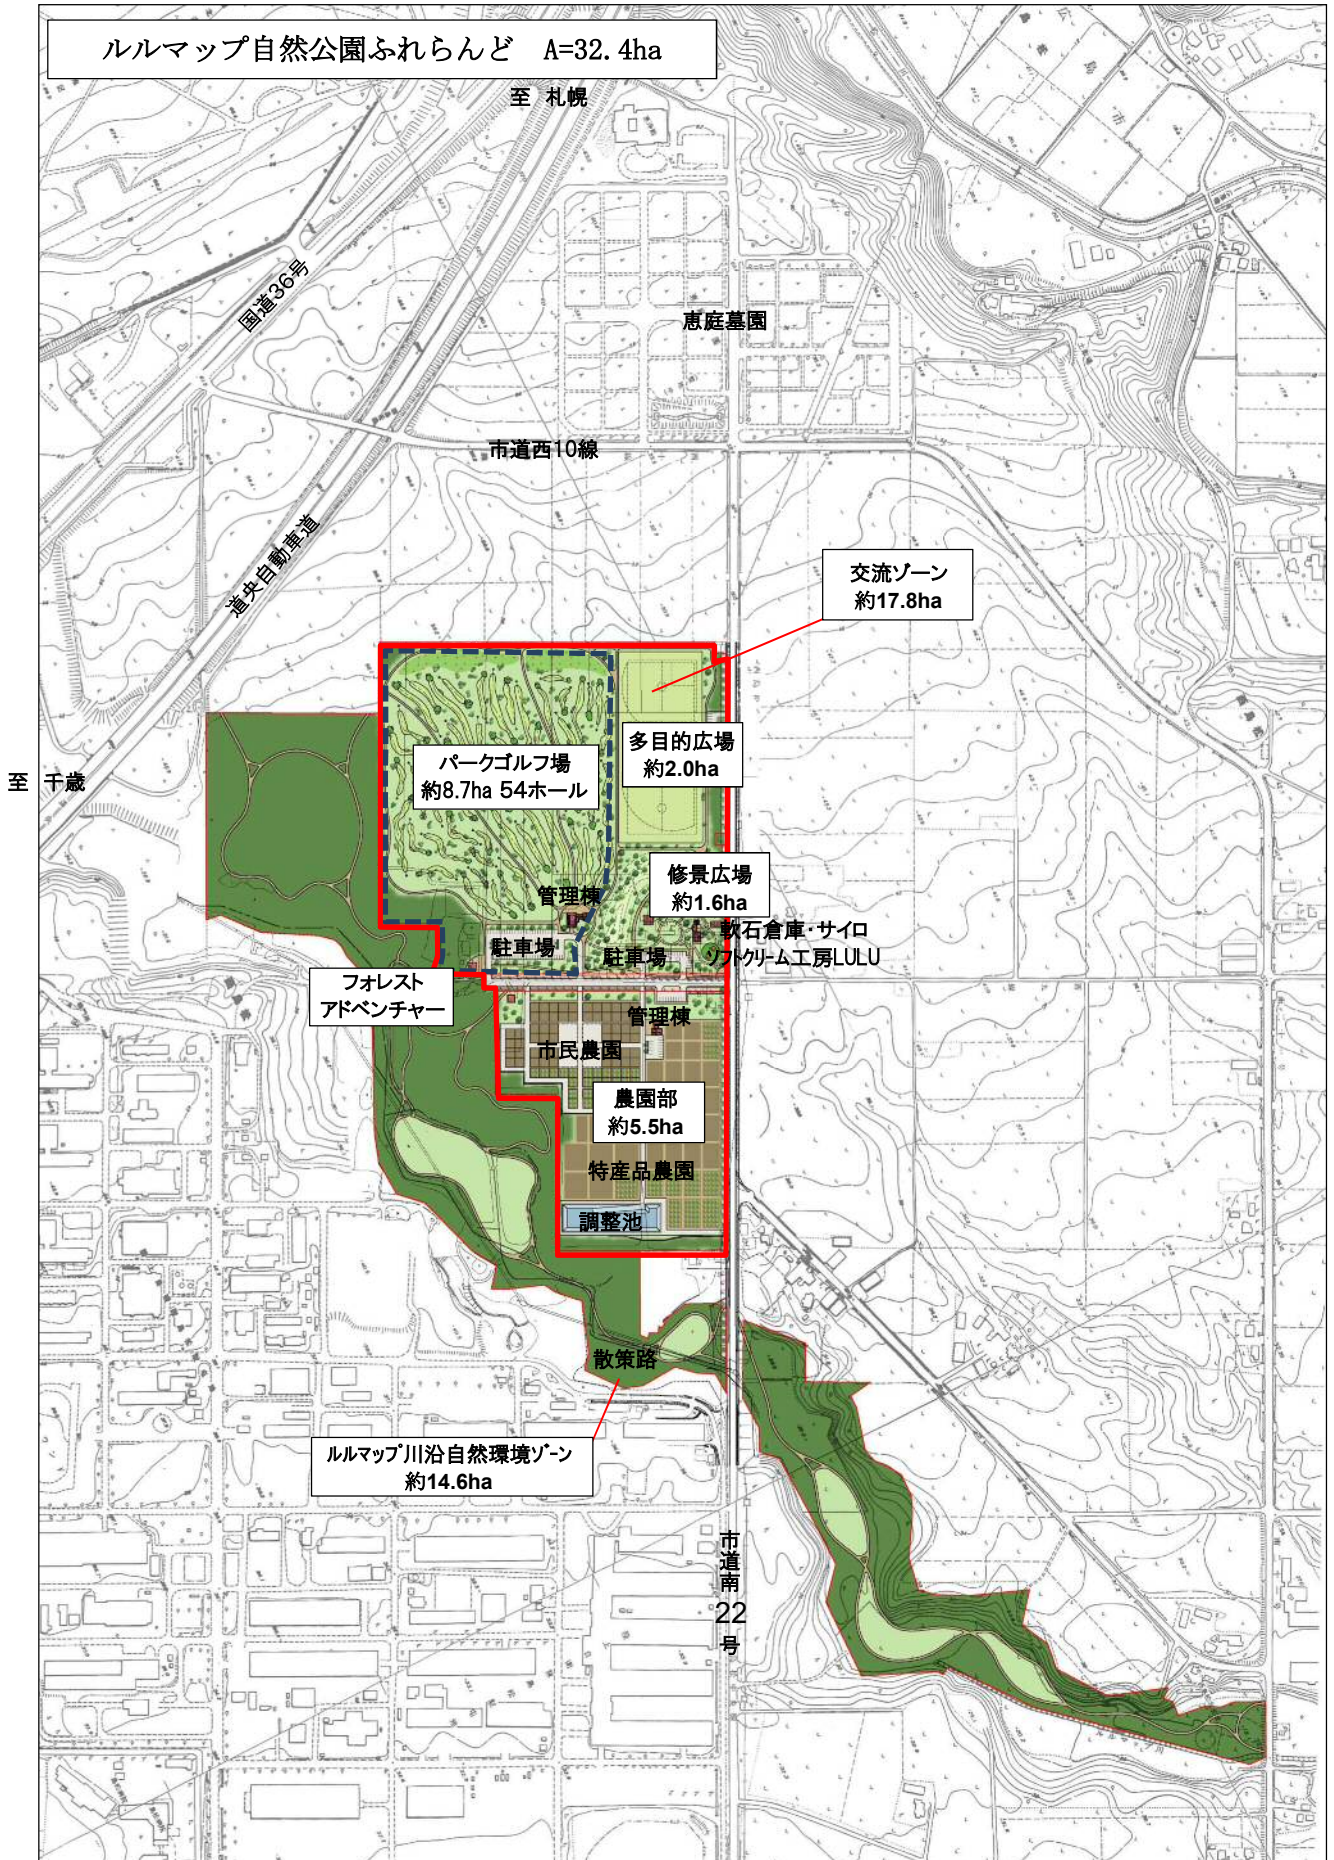 ルルマップ自然公園ふれらんど A=32.4ha
至 札幌
国道36号
恵庭墓園
市道西10線
道央自動車道
交流ゾーン
約17.8ha
多目的広場
約2.0ha
パークゴルフ場
約8.7ha 54ホール
至 千歳
修景広場
約1.6ha
管理棟
軟石倉庫・サイロ
ソフトクリーム工房LULU
駐車場
駐車場
フォレスト
アドベンチャー
管理棟
市民農園
農園部
約5.5ha
特産品農園
調整池
散策路
ルルマップ川沿自然環境ゾーン
約14.6ha
市道南22号